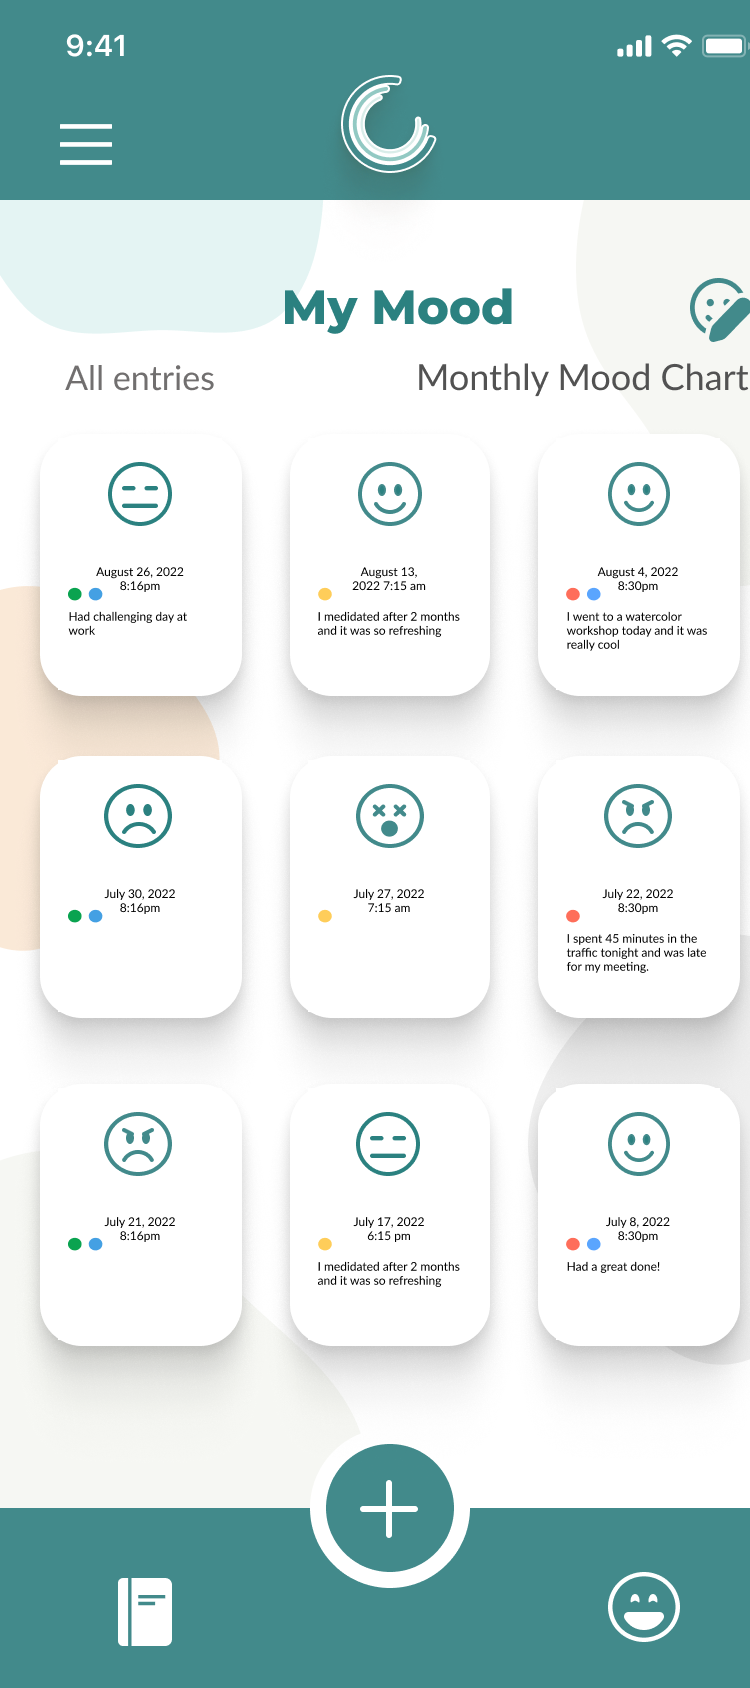 9:41
My Mood
All entries
Monthly Mood Chart
August 26, 2022
8:16pm
Had challenging day at
work
August 13,
2022 7:15 am
I medidated after 2 months
and it was so refreshing
August 4, 2022
8:30pm
I went to a watercolor
workshop today and it was
really cool
July 30, 2022
8:16pm
July 27, 2022
7:15 am
July 22, 2022
8:30pm
I spent 45 minutes in the
traffic tonight and was late
for my meeting.
July 21, 2022
8:16pm
July 17, 2022
6:15 pm
I medidated after 2 months
and it was so refreshing
July 8, 2022
8:30pm
Had a great done!